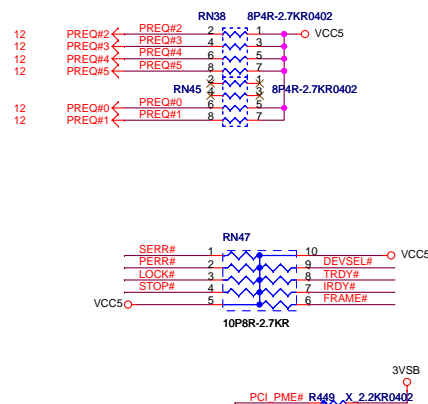 RN38 8P4R-2.7KR0402
12 PREQ#2 PREQ#2 2 1 VCC5
12 PREQ#3 PREQ#3 4 3
12 PREQ#4 PREQ#4 6 5
12 PREQ#5 PREQ#5 8 7
RN45 2 1 8P4R-2.7KR0402
4 3
12 PREQ#0 PREQ#0 6 5
12 PREQ#1 PREQ#1 8 7
RN47
SERR# 1 10 VCC5
PERR# 2 9 DEVSEL#
LOCK# 3 8 TRDY#
STOP# 4 7 IRDY#
VCC5 5 6 FRAME#
10P8R-2.7KR
3VSB
PCI_PME# R449 X_2.2KR0402